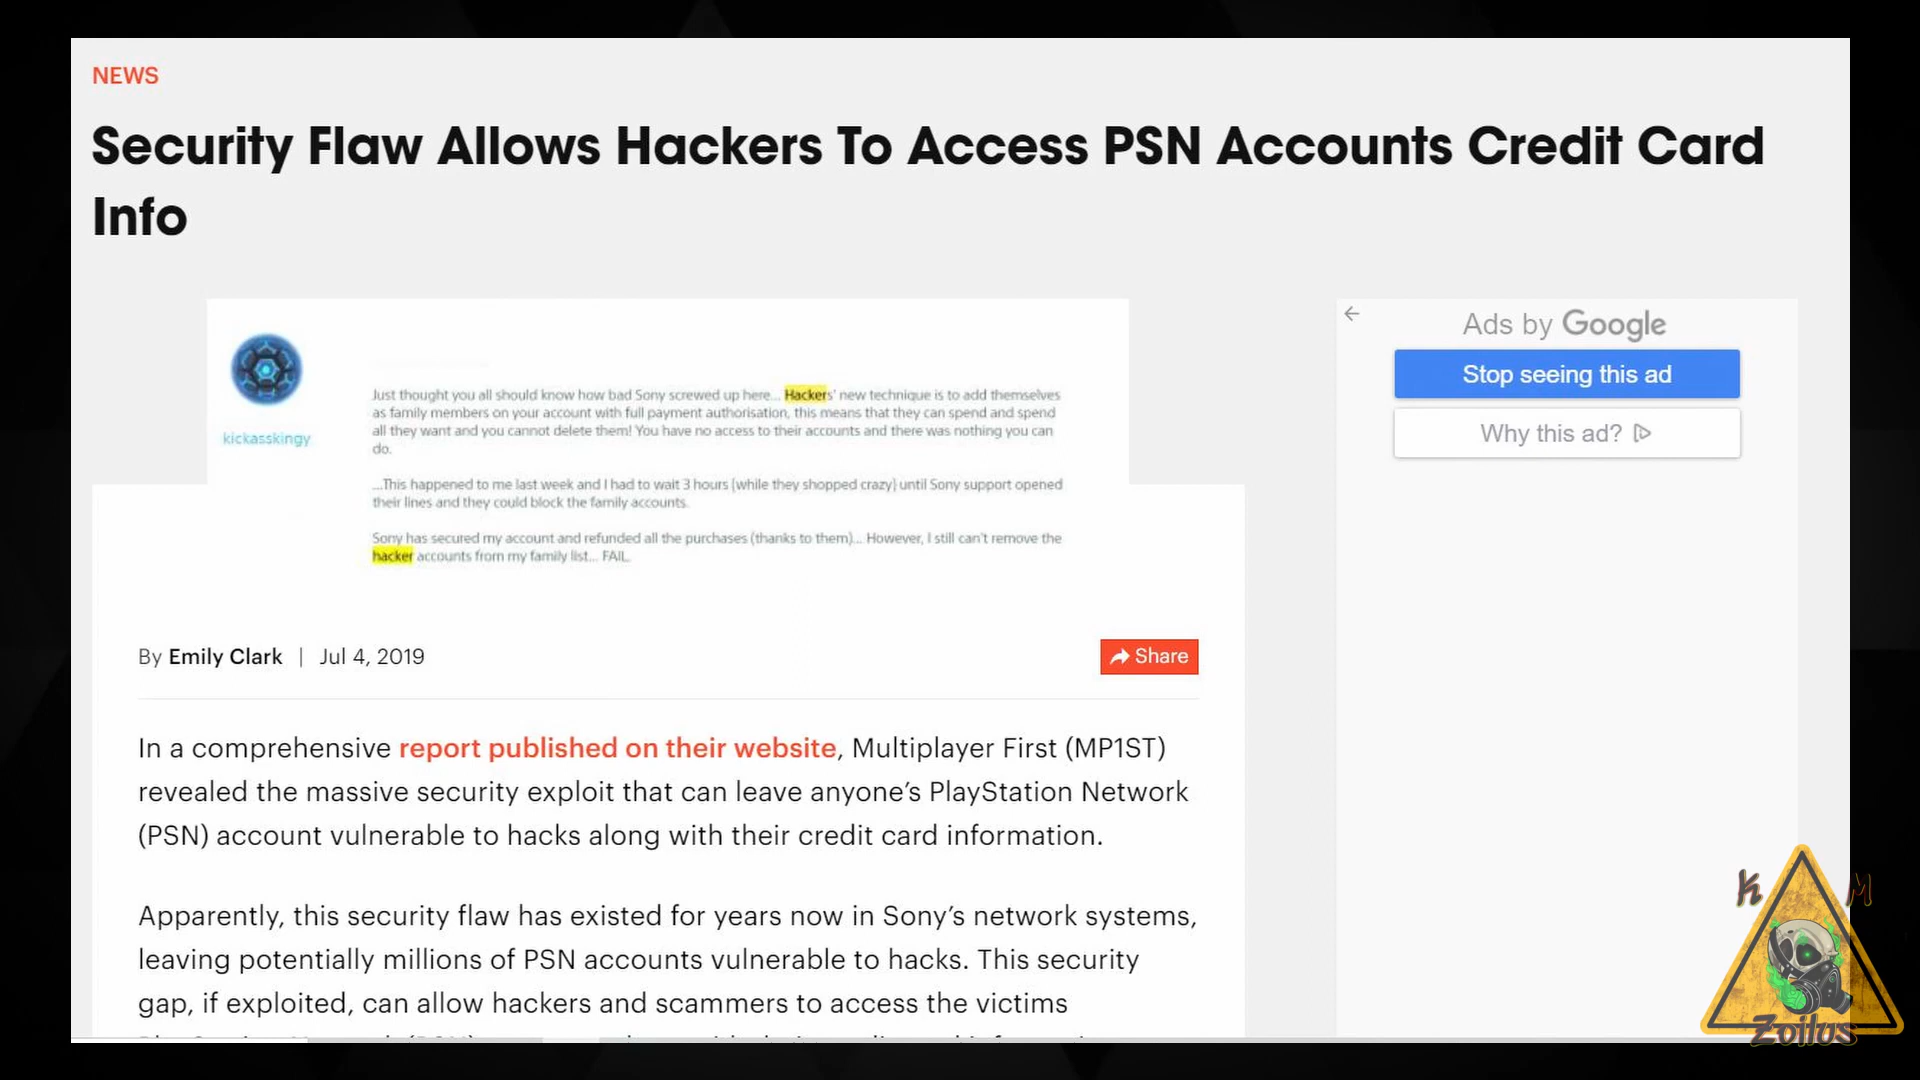 NEWS
Security Flaw Allows Hackers To Access PSN Accounts Credit Card
Info
kickasskingy
Just thought you all should know how bad Sony screwed up here... Hackers' new technique is to add themselves
as family members on your account with full payment authorisation, this means that they can spend and spend
all they want and you cannot delete them! You have no access to their accounts and there was nothing you can
do.
...This happened to me last week and I had to wait 3 hours (while they shopped crazy) until Sony support opened
their lines and they could block the family accounts.
Sony has secured my account and refunded all the purchases (thanks to them)... However, I still can't remove the
hacker accounts from my family list... FAIL.
Ads by Google
Stop seeing this ad
Why this ad?
By Emily Clark | Jul 4, 2019
Share
In a comprehensive report published on their website, Multiplayer First (MP1ST)
revealed the massive security exploit that can leave anyone’s PlayStation Network
(PSN) account vulnerable to hacks along with their credit card information.
Apparently, this security flaw has existed for years now in Sony’s network systems,
leaving potentially millions of PSN accounts vulnerable to hacks. This security
gap, if exploited, can allow hackers and scammers to access the victims
K M
Zoilus